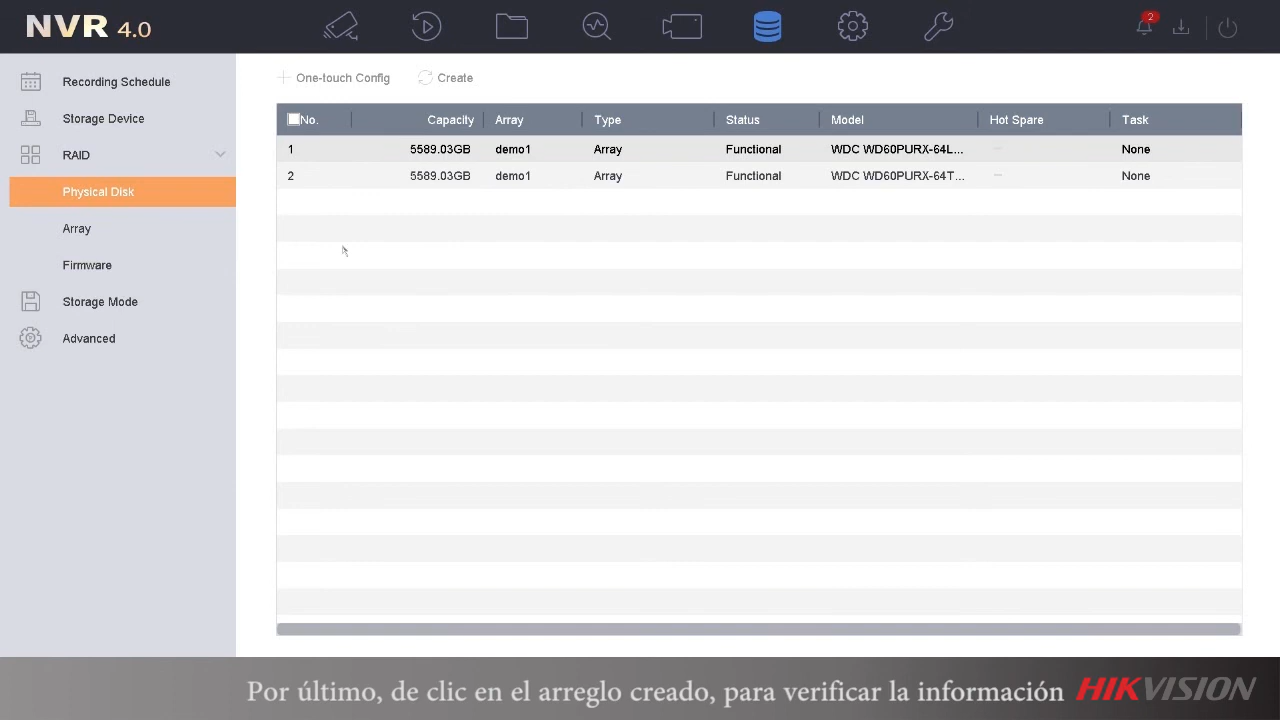 NVR 4.0
2
Recording Schedule
Storage Device
RAID
Physical Disk
Array
Firmware
Storage Mode
Advanced
One-touch Config Create
No. Capacity Array Type Status Model Hot Spare Task
1 5589.03GB demo1 Array Functional WDC WD60PURX-64L... — None
2 5589.03GB demo1 Array Functional WDC WD60PURX-64T... — None
Por último, de clic en el arreglo creado, para verificar la información
HIKVISION